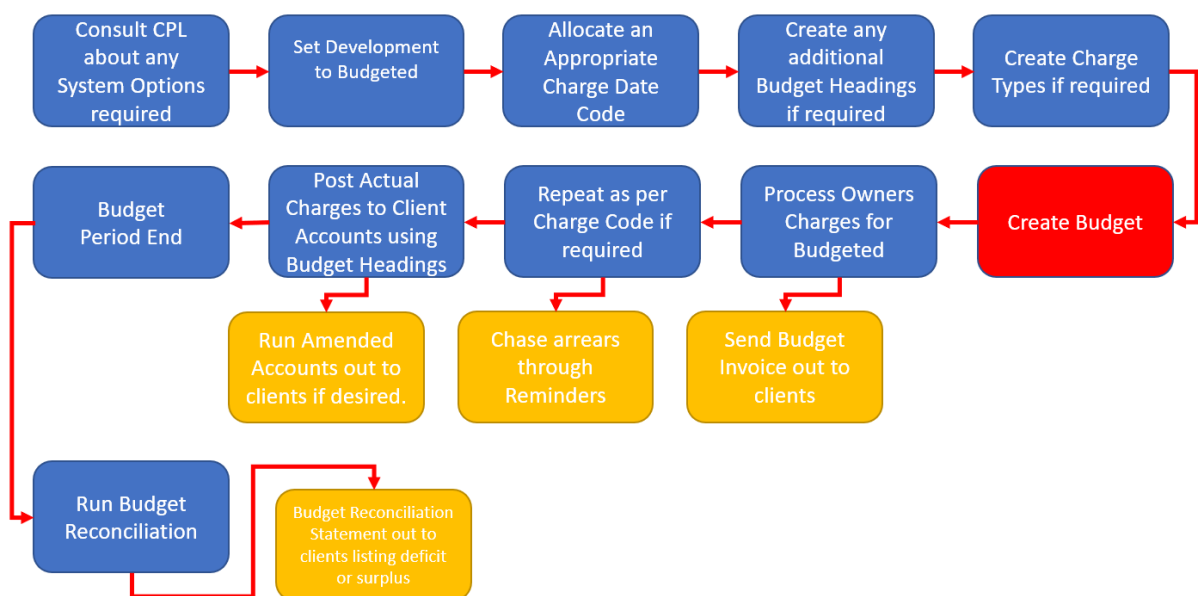 Consult CPL
about any
System Options
required
Set Development
to Budgeted
Allocate an
Appropriate
Charge Date
Code
Create any
additional
Budget Headings
if required
Create Charge
Types if required
Budget
Period End
Post Actual
Charges to Client
Accounts using
Budget Headings
Repeat as per
Charge Code if
required
Process Owners
Charges for
Budgeted
Create Budget
Run Amended
Accounts out to
clients if desired.
Chase arrears
through
Reminders
Send Budget
Invoice out to
clients
Run Budget
Reconciliation
Budget Reconciliation
Statement out to
clients listing deficit
or surplus